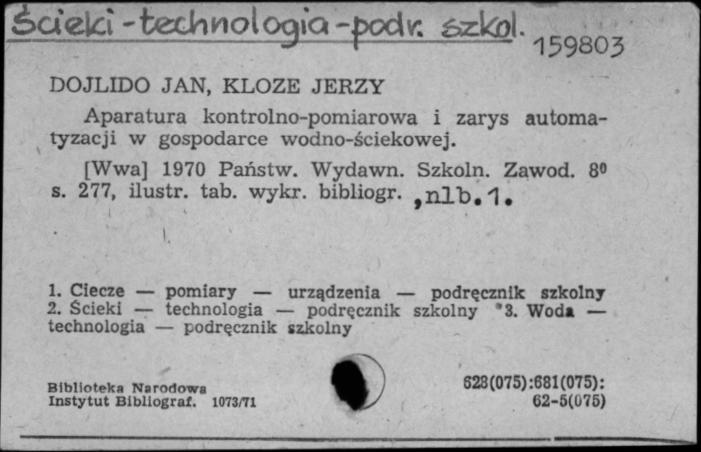 Ścieki - technologia - podr. szkol.
159803
DOJLIDO JAN, KLOZE JERZY
Aparatura kontrolno-pomiarowa i zarys automa-
tyzacji w gospodarce wodno-ściekowej.
[Wwa] 1970 Państw. Wydawn. Szkoln. Zawod. 8⁰
s. 277, ilustr. tab. wykr. bibliogr. ,nlb.1.
1. Ciecze — pomiary — urządzenia — podręcznik szkolny
2. Ścieki — technologia — podręcznik szkolny 3. Woda —
technologia — podręcznik szkolny
Biblioteka Narodowa
Instytut Bibliograf. 1073/71
628(075):681(075):
62-5(075)